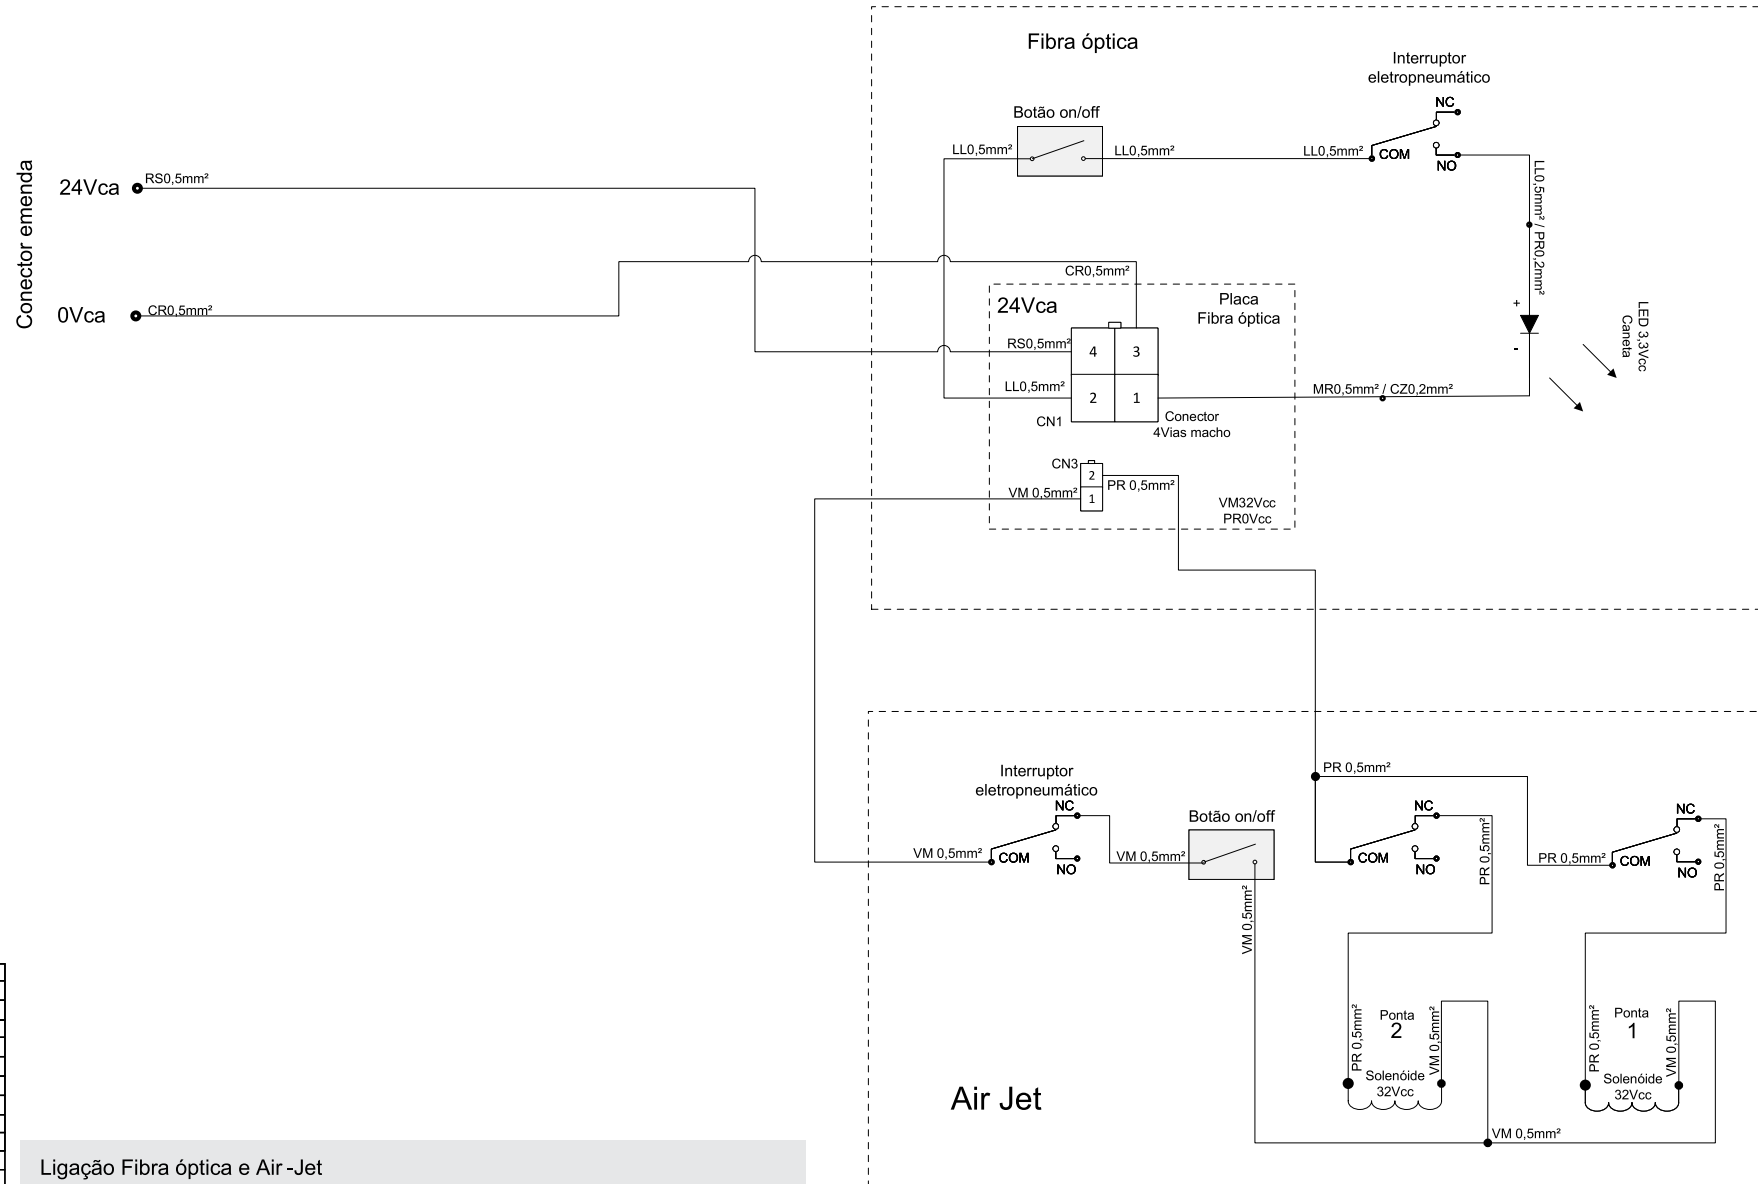 Fibra óptica
Interruptor
eletropneumático
NC
Botão on/off
LL0,5mm²
LL0,5mm²
LL0,5mm²
COM
NO
LL0,5mm² / PR0,2mm²
Conector emenda
24Vca
RS0,5mm²
0Vca
CR0,5mm²
CR0,5mm²
24Vca
Placa
Fibra óptica
+
-
LED 3,3Vcc
Caneta
RS0,5mm²
4
3
LL0,5mm²
2
1
MR0,5mm² / CZ0,2mm²
CN1
Conector
4Vias macho
CN3
2
PR 0,5mm²
VM 0,5mm²
1
VM32Vcc
PR0Vcc
PR 0,5mm²
Interruptor
eletropneumático
NC
Botão on/off
NC
NC
VM 0,5mm²
COM
NO
VM 0,5mm²
COM
NO
PR 0,5mm²
PR 0,5mm²
COM
NO
PR 0,5mm²
VM 0,5mm²
PR 0,5mm²
Ponta
2
VM 0,5mm²
Solenóide
32Vcc
PR 0,5mm²
Ponta
1
VM 0,5mm²
Solenóide
32Vcc
Air Jet
VM 0,5mm²
Ligação Fibra óptica e Air-Jet